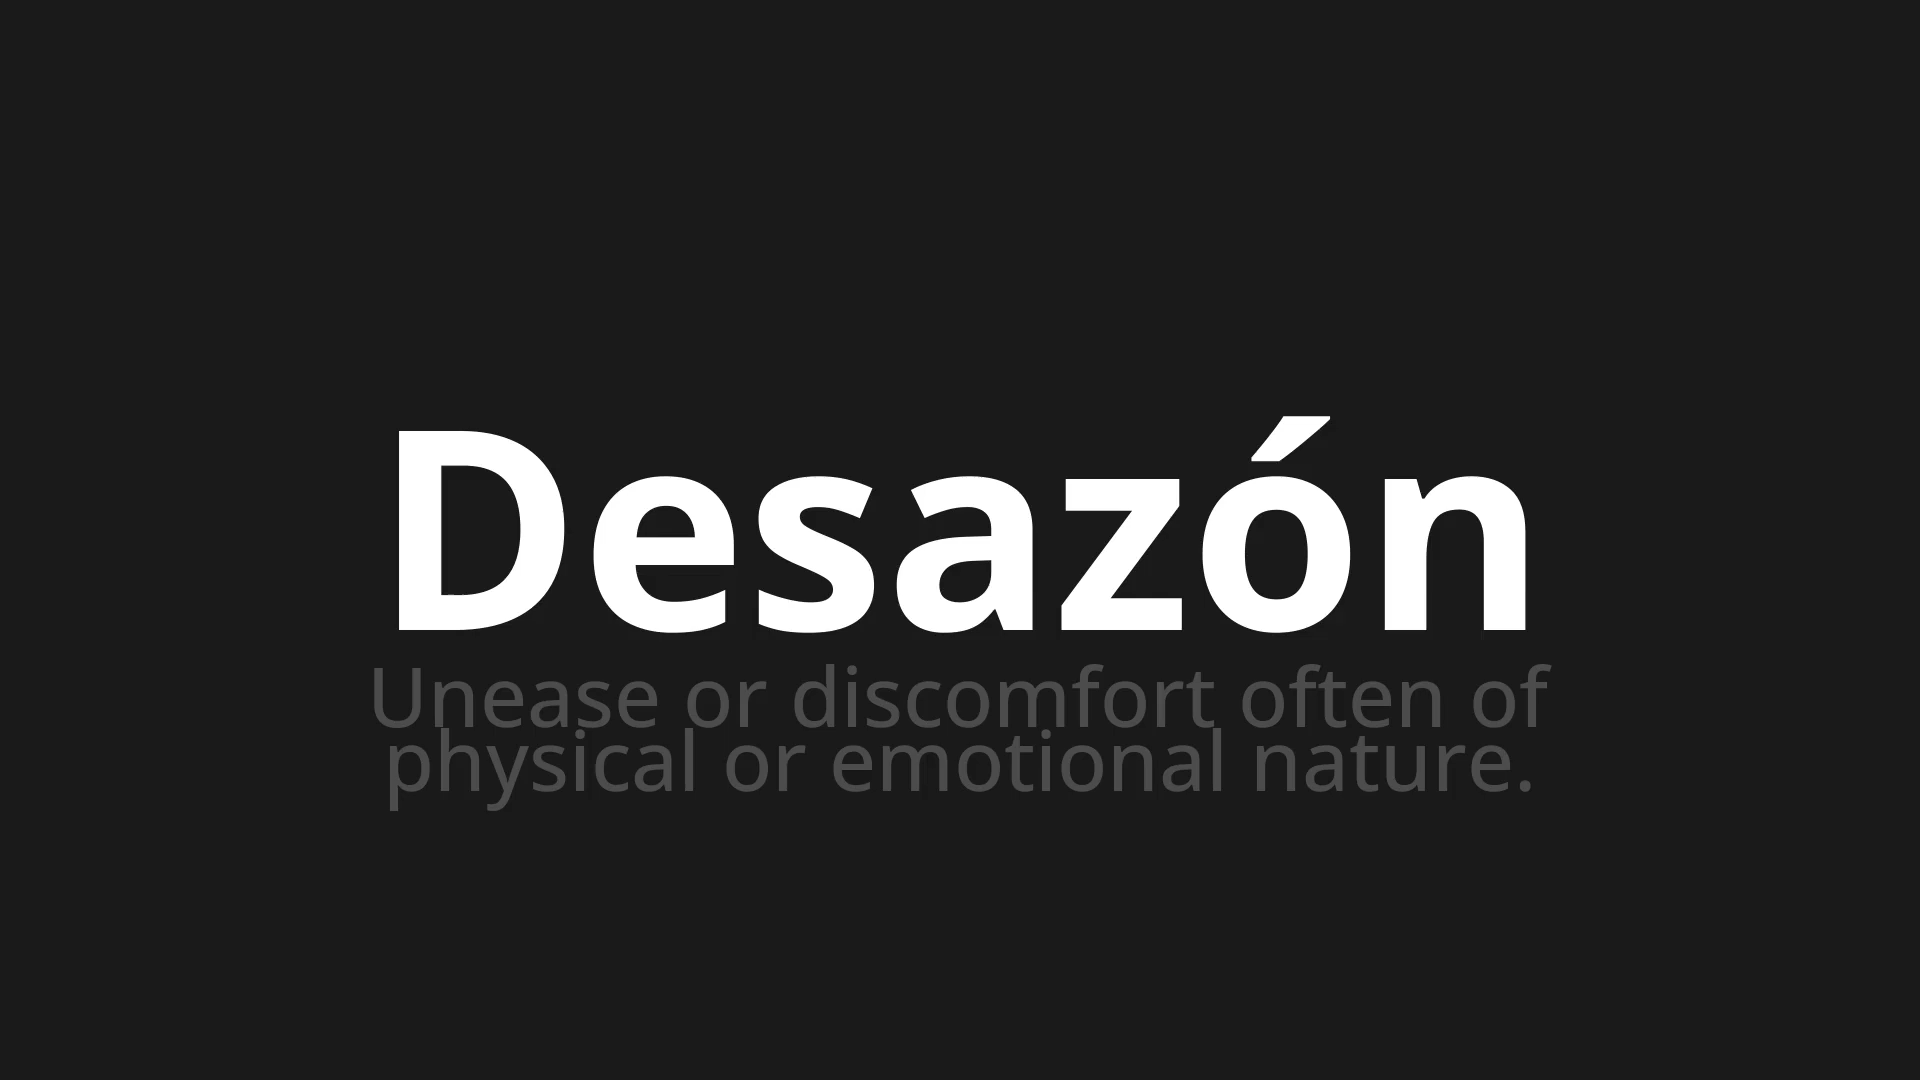 Desazón
Unease or discomfort often of
physical or emotional nature.